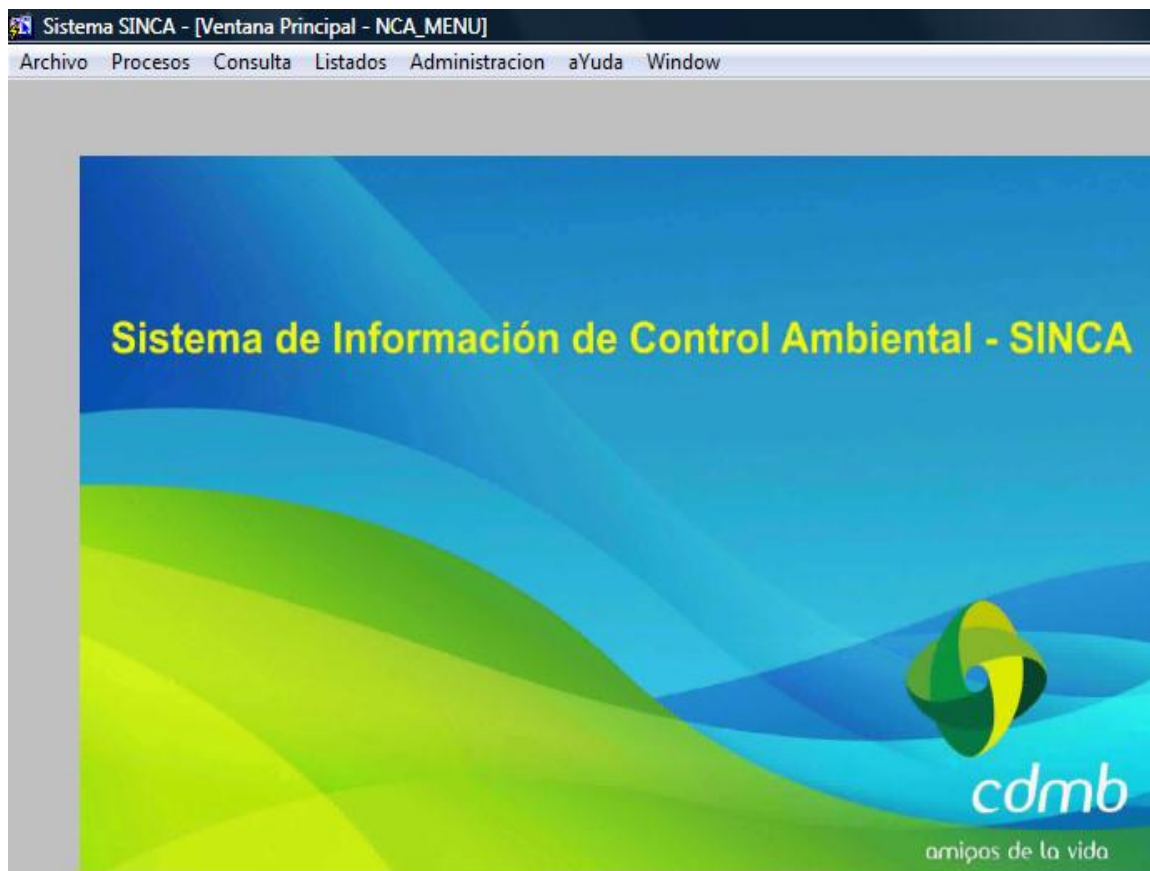 Sistema SINCA - [Ventana Principal - NCA_MENU]
Archivo Procesos Consulta Listados Administracion aYuda Window
Sistema de Información de Control Ambiental - SINCA
cdmb
amigos de la vida